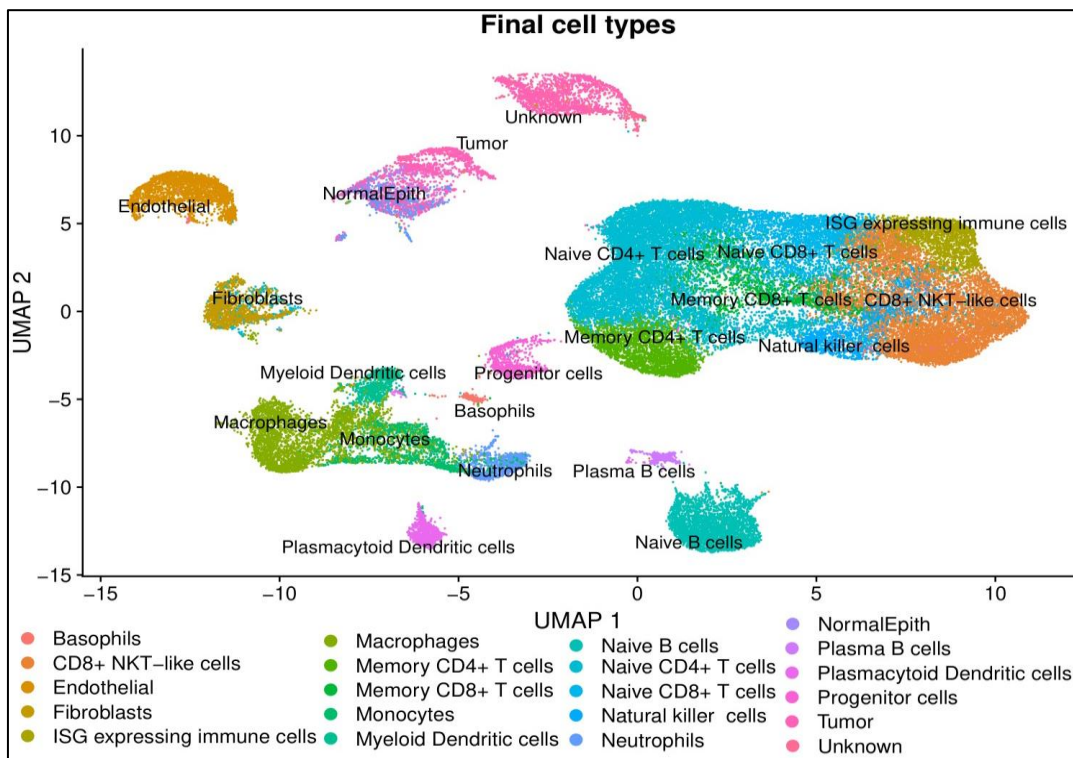 Final cell types
Unknown
Tumor
NormalEpith
Endothelial
ISG expressing immune cells
Naive CD4+ T cells
Naive CD8+ T cells
Fibroblasts
Memory CD8+ T cells
CD8+ NKT-like cells
Memory CD4+ T cells
Natural killer cells
Myeloid Dendritic cells
Progenitor cells
Basophils
Macrophages
Monocytes
Neutrophils
Plasma B cells
Plasmacytoid Dendritic cells
Naive B cells
UMAP 2
10
5
0
−5
−10
−15
−15
−10
−5
0
5
10
UMAP 1
Basophils
CD8+ NKT-like cells
Endothelial
Fibroblasts
ISG expressing immune cells
Macrophages
Memory CD4+ T cells
Memory CD8+ T cells
Monocytes
Myeloid Dendritic cells
Naive B cells
Naive CD4+ T cells
Naive CD8+ T cells
Natural killer cells
Neutrophils
NormalEpith
Plasma B cells
Plasmacytoid Dendritic cells
Progenitor cells
Tumor
Unknown